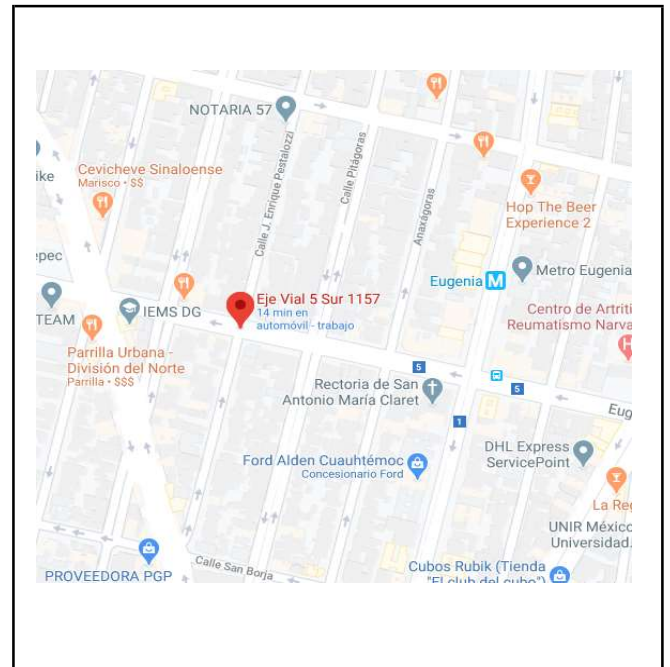 NOTARIA 57
Cevicheve Sinaloense
Marisco • $$
ike
Calle J. Enrique Pestalozzi
Calle Pitágoras
Anaxágoras
Hop The Beer
Experience 2
epec
Eugenia M
Metro Eugenia
TEAM
IEMS DG
Eje Vial 5 Sur 1157
14 min en
automóvil - trabajo
Centro de Artriti
Reumatismo Narva
H
Parrilla Urbana -
División del Norte
Parrilla • $$$
5
5
Rectoria de San
Antonio María Claret
1
Eug
Ford Alden Cuauhtémoc
Concesionario Ford
DHL Express
ServicePoint
La Re
UNIR México
Universidad.
Calle San Borja
PROVEEDORA PGP
Cubos Rubik (Tienda
"El club del cubo")